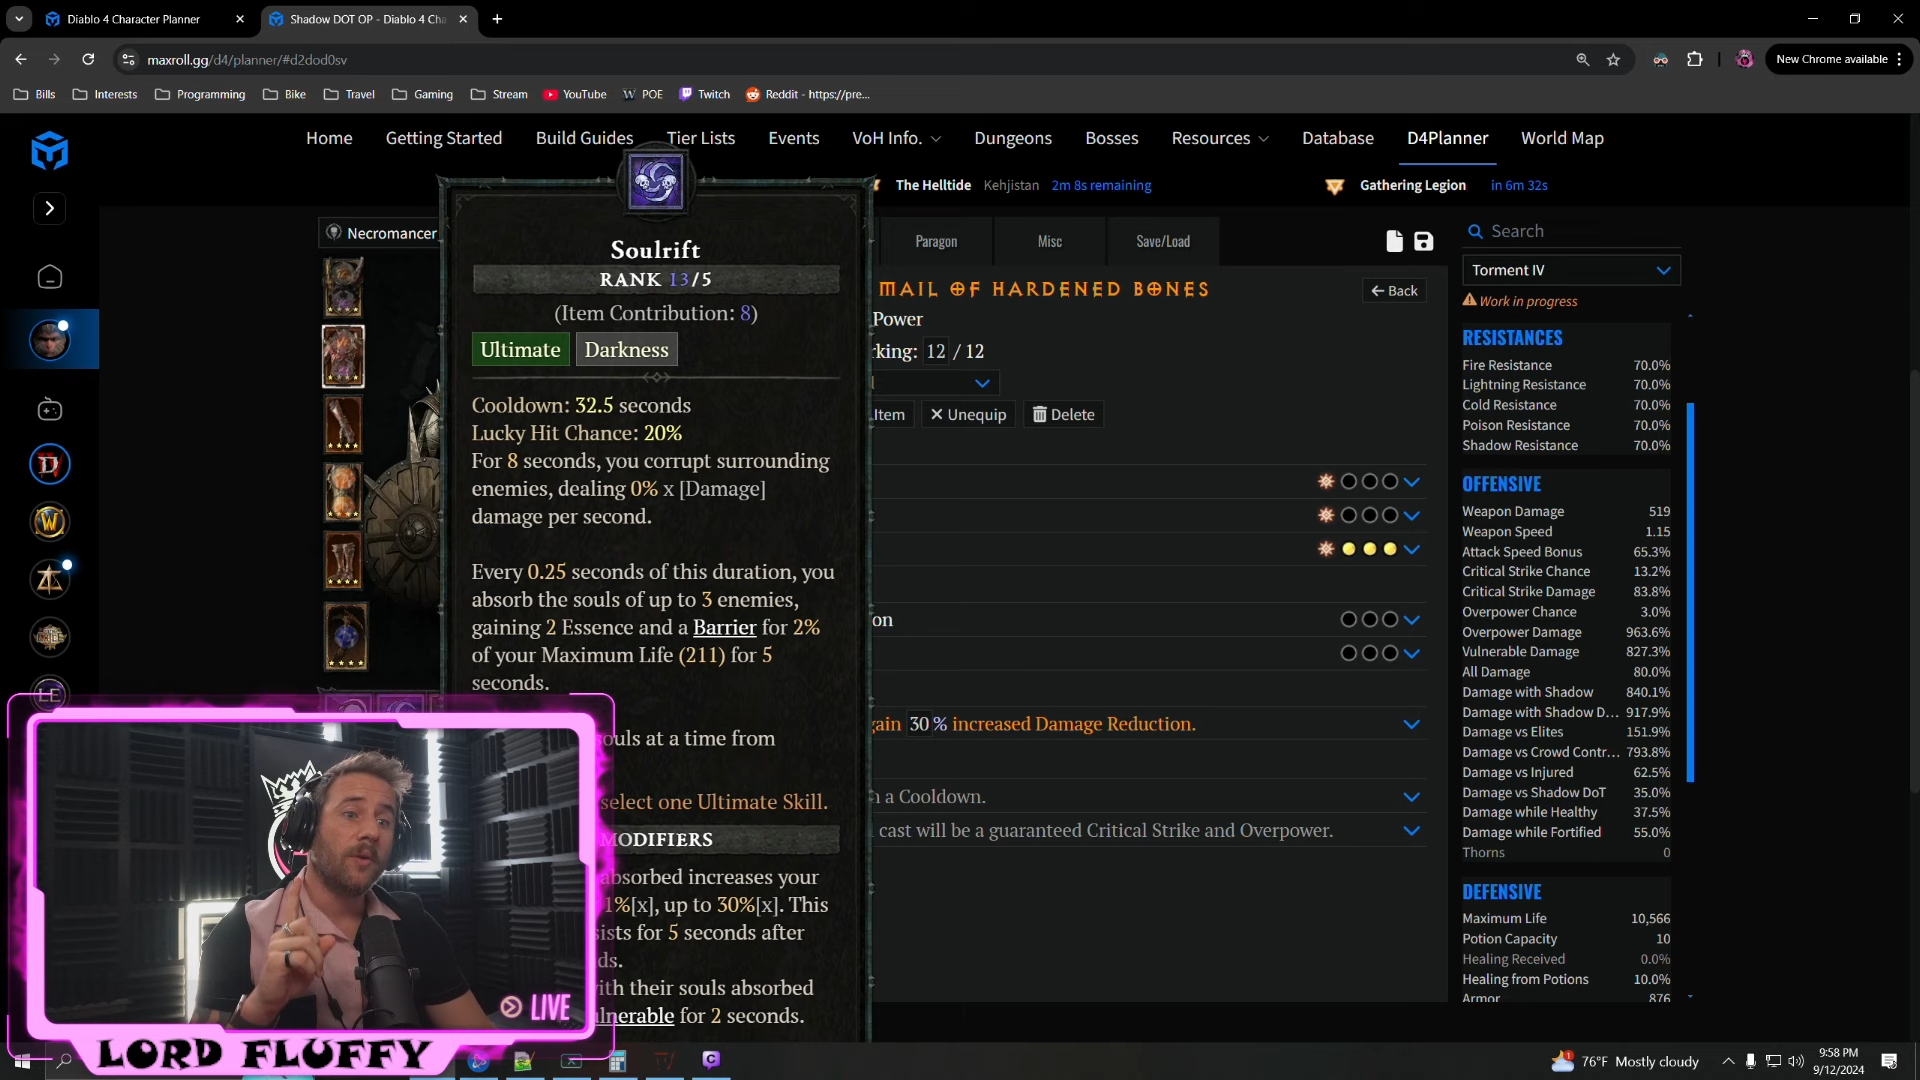 Diablo 4 Character Planner
Shadow DOT OP - Diablo 4 Cha
maxroll.gg/d4/planner/#d2dod0sv
New Chrome available
Bills
Interests
Programming
Bike
Travel
Gaming
Stream
YouTube
W POE
Twitch
Reddit - https://pre...
Home
Getting Started
Build Guides
Tier Lists
Events
VoH Info.
Dungeons
Bosses
Resources
Database
D4Planner
World Map
The Helltide Kehjistan 2m 8s remaining
Gathering Legion in 6m 32s
Necromancer
Paragon
Misc
Save/Load
Search
Torment IV
Work in progress
MAIL OF HARDENED BONES
Back
Power
rking: 12 / 12
Item
Unequip
Delete
on
gain 30 % increased Damage Reduction.
a Cooldown.
cast will be a guaranteed Critical Strike and Overpower.
Soulrift
RANK 13/5
(Item Contribution: 8)
Ultimate Darkness
Cooldown: 32.5 seconds
Lucky Hit Chance: 20%
For 8 seconds, you corrupt surrounding
enemies, dealing 0% x [Damage]
damage per second.
Every 0.25 seconds of this duration, you
absorb the souls of up to 3 enemies,
gaining 2 Essence and a Barrier for 2%
of your Maximum Life (211) for 5
seconds.
souls at a time from
select one Ultimate Skill.
MODIFIERS
absorbed increases your
1%[x], up to 30%[x]. This
sists for 5 seconds after
ds.
ith their souls absorbed
ulnerable for 2 seconds.
RESISTANCES
Fire Resistance 70.0%
Lightning Resistance 70.0%
Cold Resistance 70.0%
Poison Resistance 70.0%
Shadow Resistance 70.0%
OFFENSIVE
Weapon Damage 519
Weapon Speed 1.15
Attack Speed Bonus 65.3%
Critical Strike Chance 13.2%
Critical Strike Damage 83.8%
Overpower Chance 3.0%
Overpower Damage 963.6%
Vulnerable Damage 827.3%
All Damage 80.0%
Damage with Shadow 840.1%
Damage with Shadow D... 917.9%
Damage vs Elites 151.9%
Damage vs Crowd Contr... 793.8%
Damage vs Injured 62.5%
Damage vs Shadow DoT 35.0%
Damage while Healthy 37.5%
Damage while Fortified 55.0%
Thorns 0
DEFENSIVE
Maximum Life 10,566
Potion Capacity 10
Healing Received 0.0%
Healing from Potions 10.0%
Armor 876
LE
LIVE
LORD FLUFFY
76°F Mostly cloudy
9:58 PM
9/12/2024